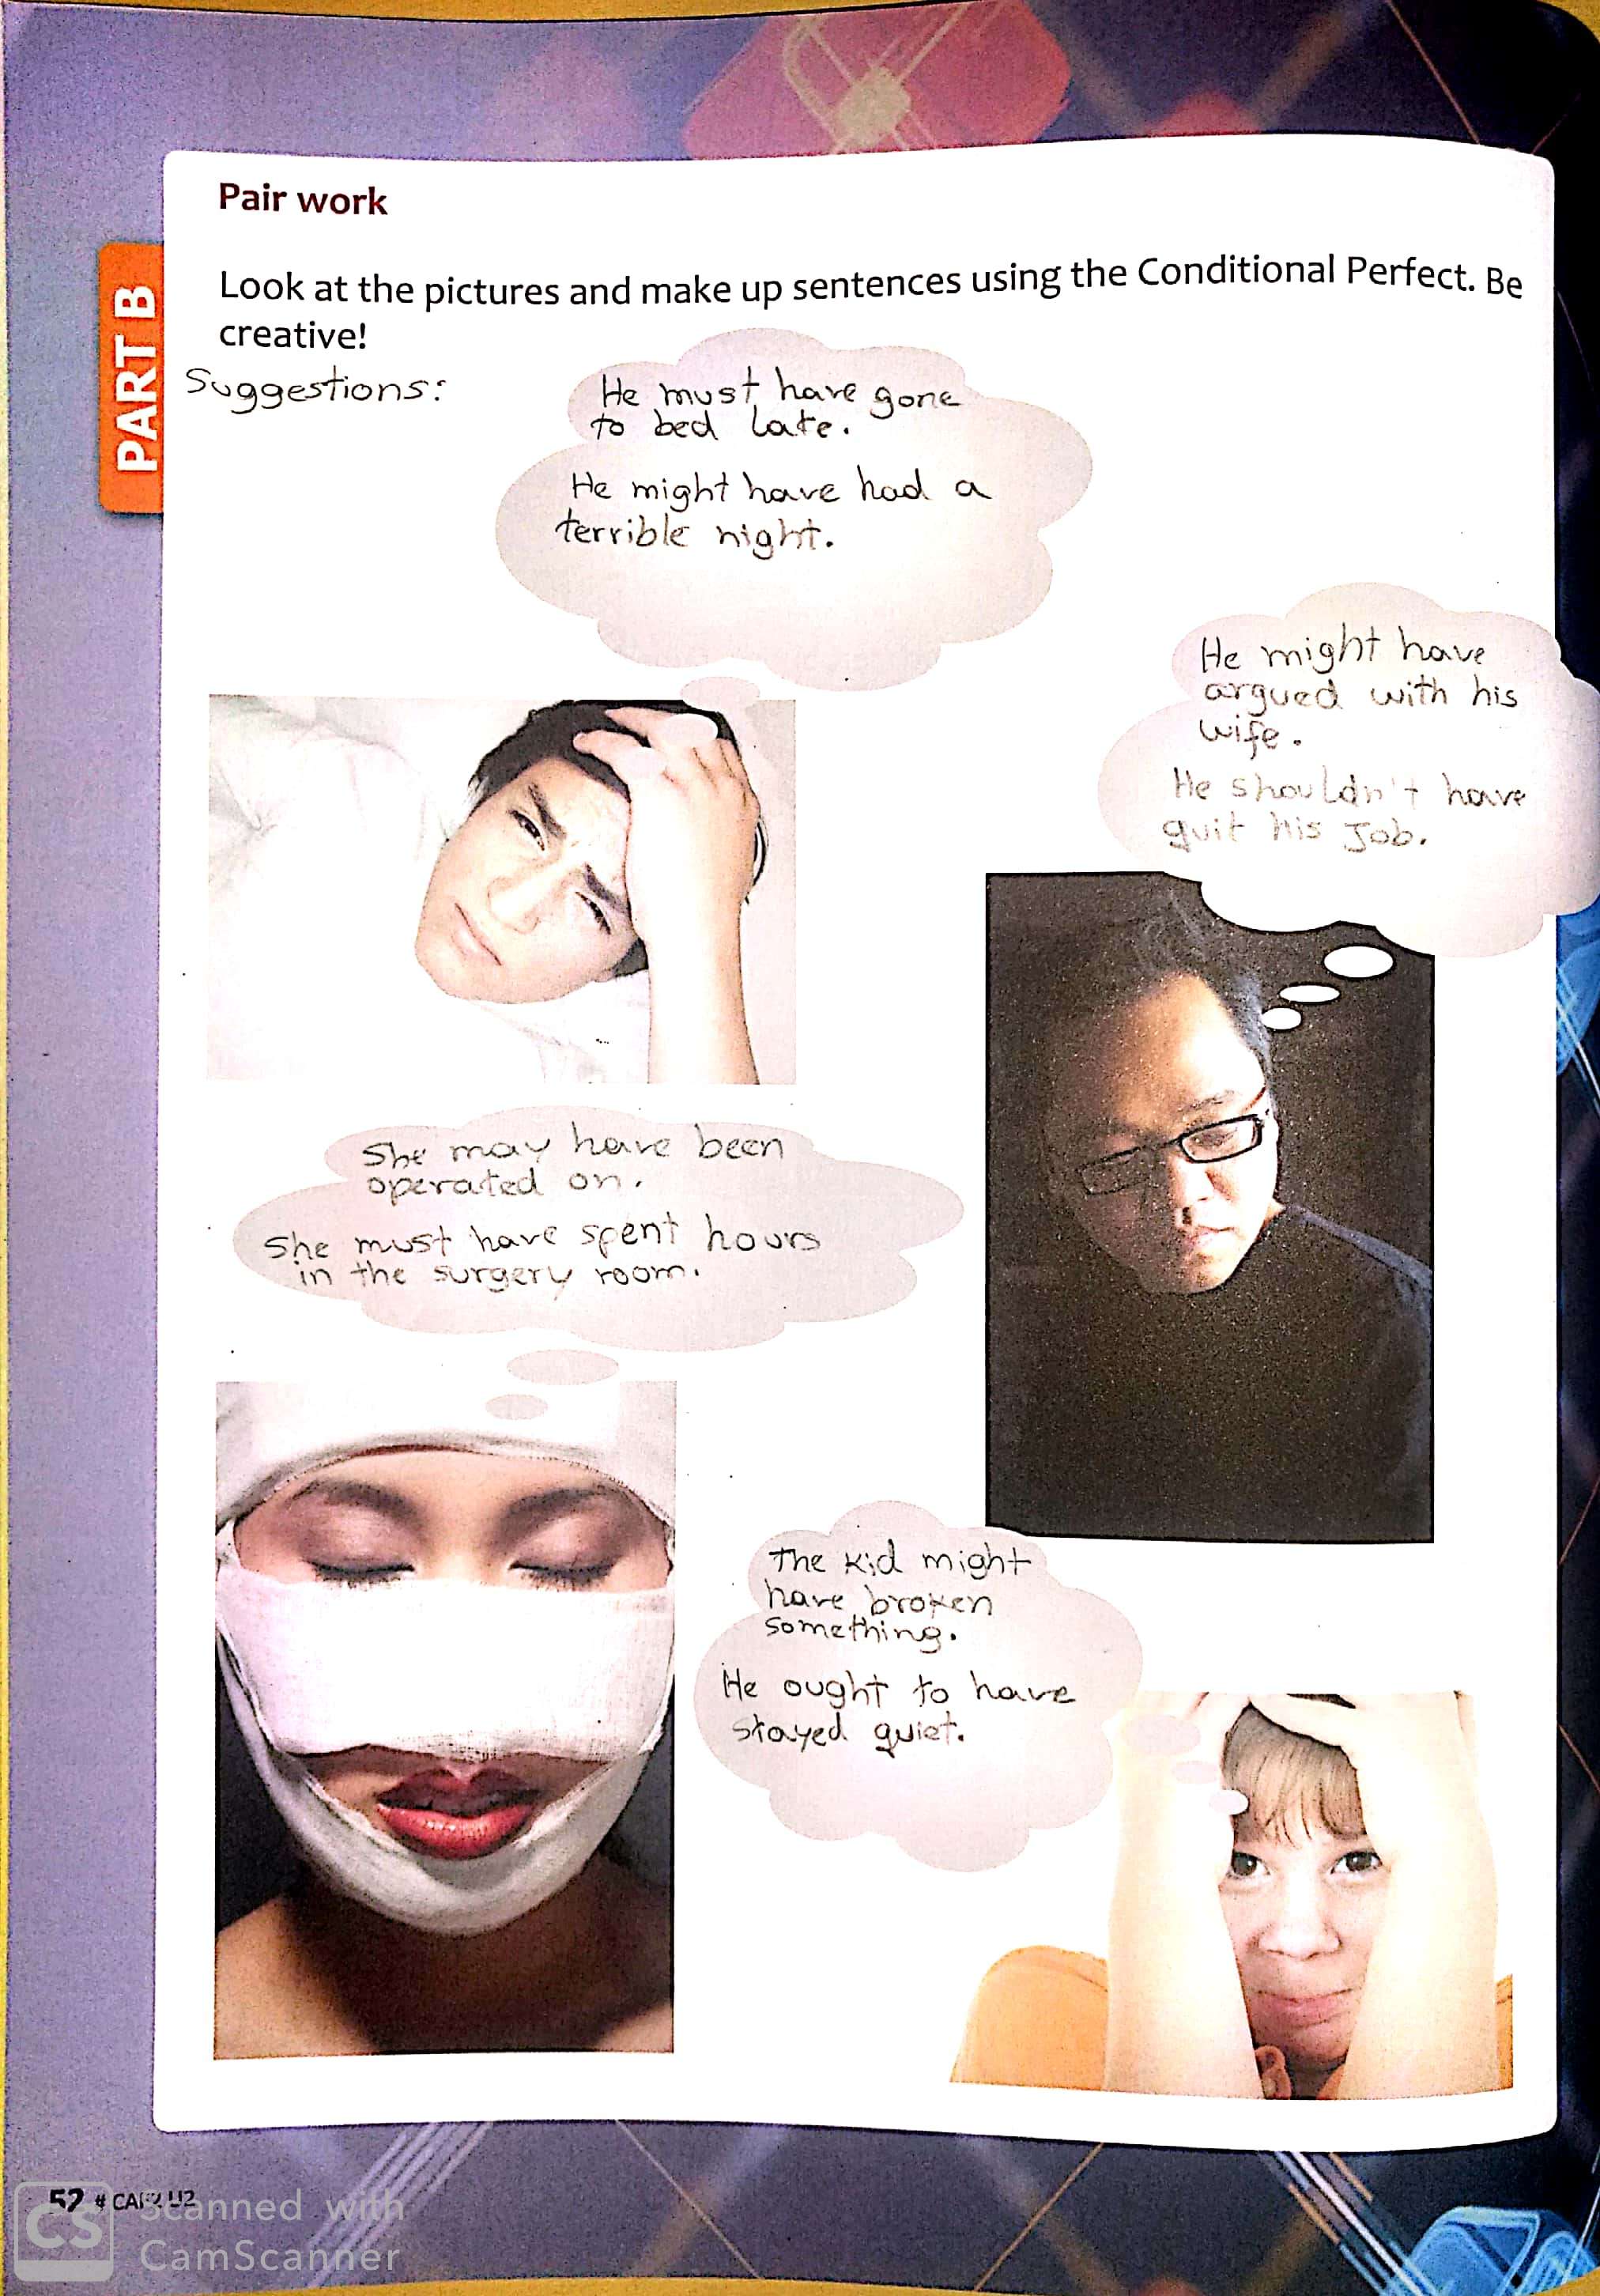 Pair work
PART B
Look at the pictures and make up sentences using the Conditional Perfect. Be
creative!
Suggestions:
He must have gone
to bed late.
He might have had a
terrible night.
He might have
argued with his
wife.
He shouldn't have
quit his Job.
She may have been
operated on.
She must have spent hours
in the surgery room.
The kid might
have broken
something.
He ought to have
stayed quiet.
52 #
CS
Scanned with
CamScanner